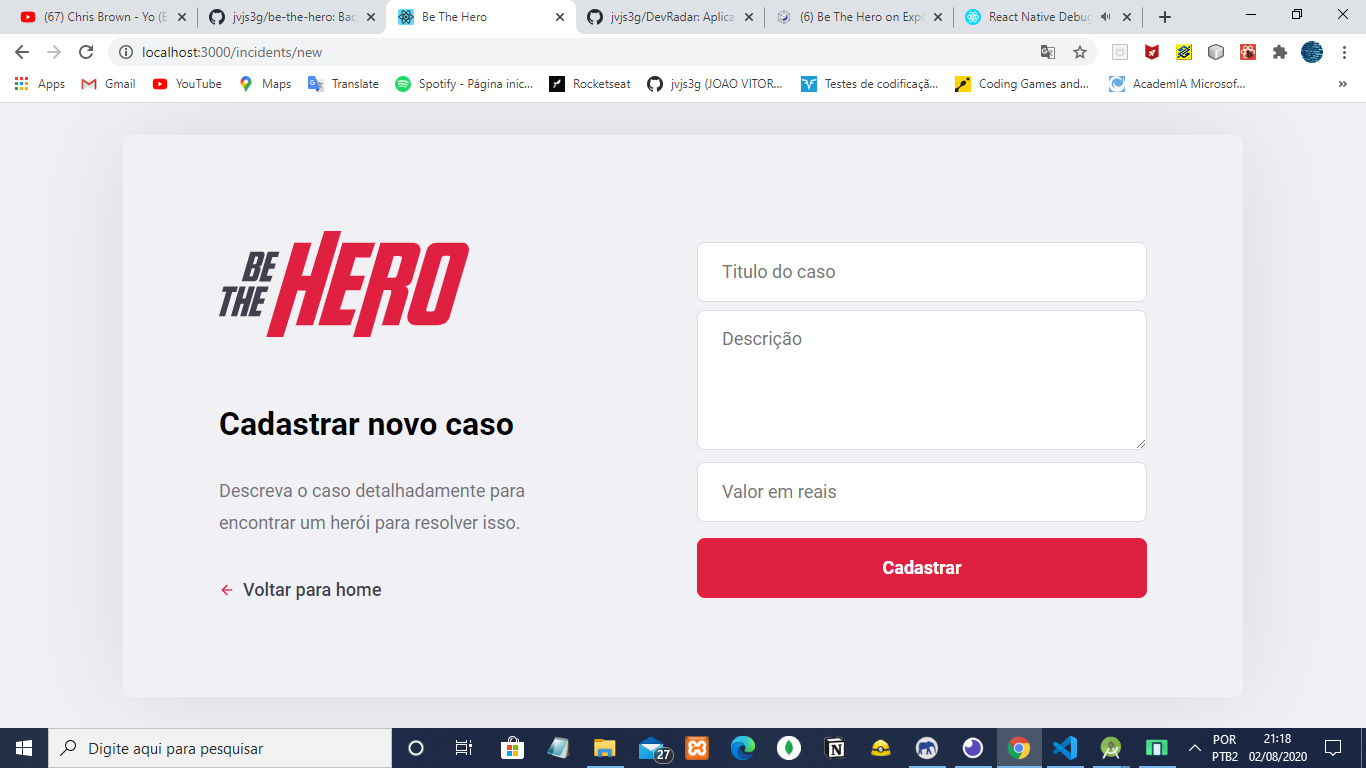 (67) Chris Brown - Yo (E
jvjs3g/be-the-hero: Bac
Be The Hero
jvjs3g/DevRadar: Aplica
(6) Be The Hero on Expo
React Native Debug
localhost:3000/incidents/new
Apps
Gmail
YouTube
Maps
Translate
Spotify - Página inic...
Rocketseat
jvjs3g (JOAO VITOR...
Testes de codificaçã...
Coding Games and...
AcademIA Microsof...
BE THE HERO
Titulo do caso
Descrição
Cadastrar novo caso
Descreva o caso detalhadamente para
encontrar um herói para resolver isso.
Valor em reais
Cadastrar
Voltar para home
Digite aqui para pesquisar
27
POR
PTB2
21:18
02/08/2020